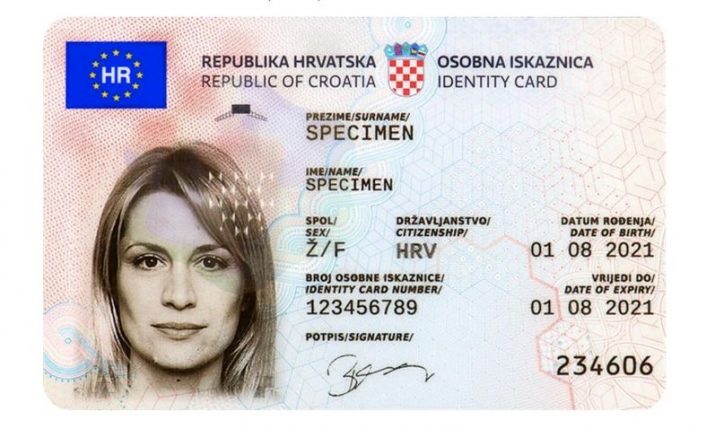 HR
REPUBLIKA HRVATSKA
REPUBLIC OF CROATIA
OSOBNA ISKAZNICA
IDENTITY CARD
PREZIME/SURNAME/
SPECIMEN
IME/NAME/
SPECIMEN
SPOL/ DRŽAVLJANSTVO/ DATUM ROĐENJA/
SEX/ CITIZENSHIP/ DATE OF BIRTH/
Ž/F HRV 01 08 2021
BROJ OSOBNE ISKAZNICE/ VRIJEDI DO/
IDENTITY CARD NUMBER/ DATE OF EXPIRY/
123456789 01 08 2021
POTPIS/SIGNATURE/
234606